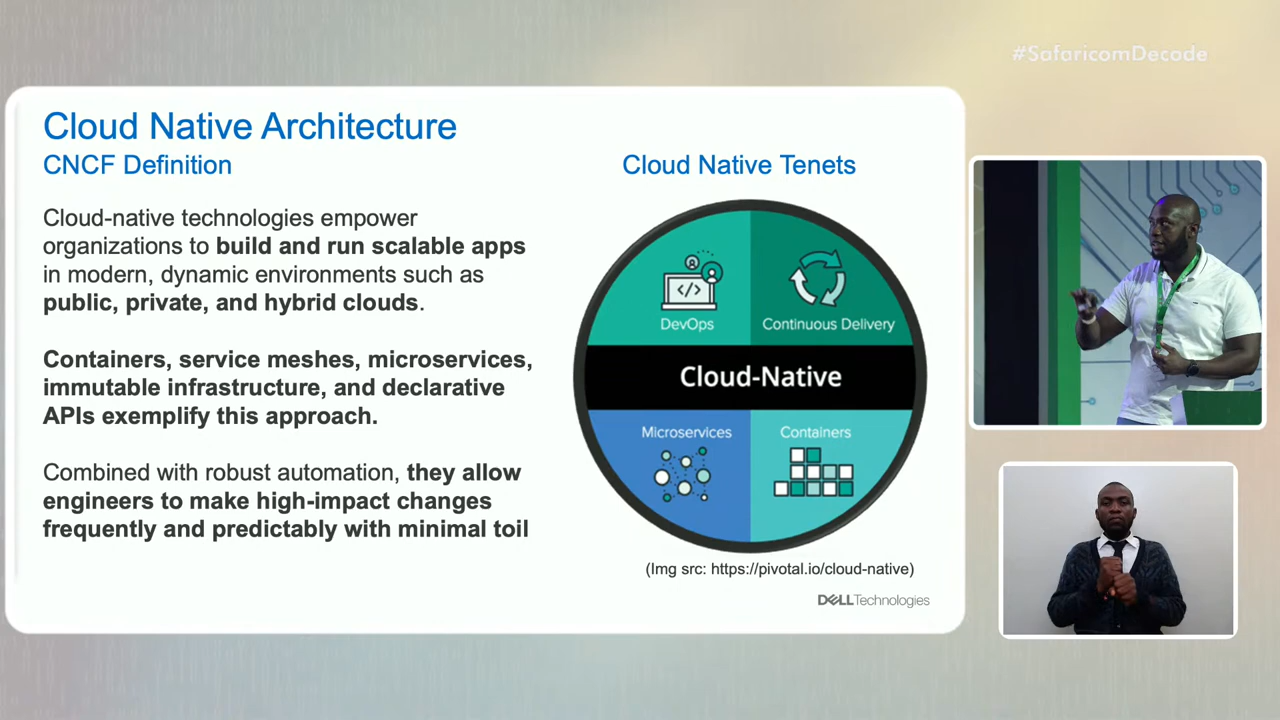 #SafaricomDecode
Cloud Native Architecture
CNCF Definition
Cloud-native technologies empower
organizations to build and run scalable apps
in modern, dynamic environments such as
public, private, and hybrid clouds.
Containers, service meshes, microservices,
immutable infrastructure, and declarative
APIs exemplify this approach.
Combined with robust automation, they allow
engineers to make high-impact changes
frequently and predictably with minimal toil
Cloud Native Tenets
DevOps
Continuous Delivery
Cloud-Native
Microservices
Containers
(Img src: https://pivotal.io/cloud-native)
DELL Technologies